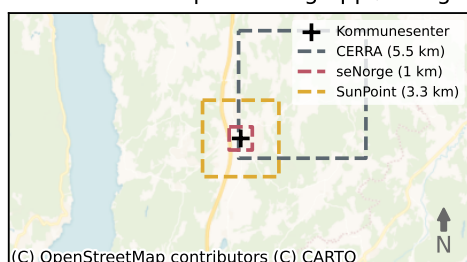 Kommunesenter
CERRA (5.5 km)
seNorge (1 km)
SunPoint (3.3 km)
N
(C) OpenStreetMap contributors (C) CARTO